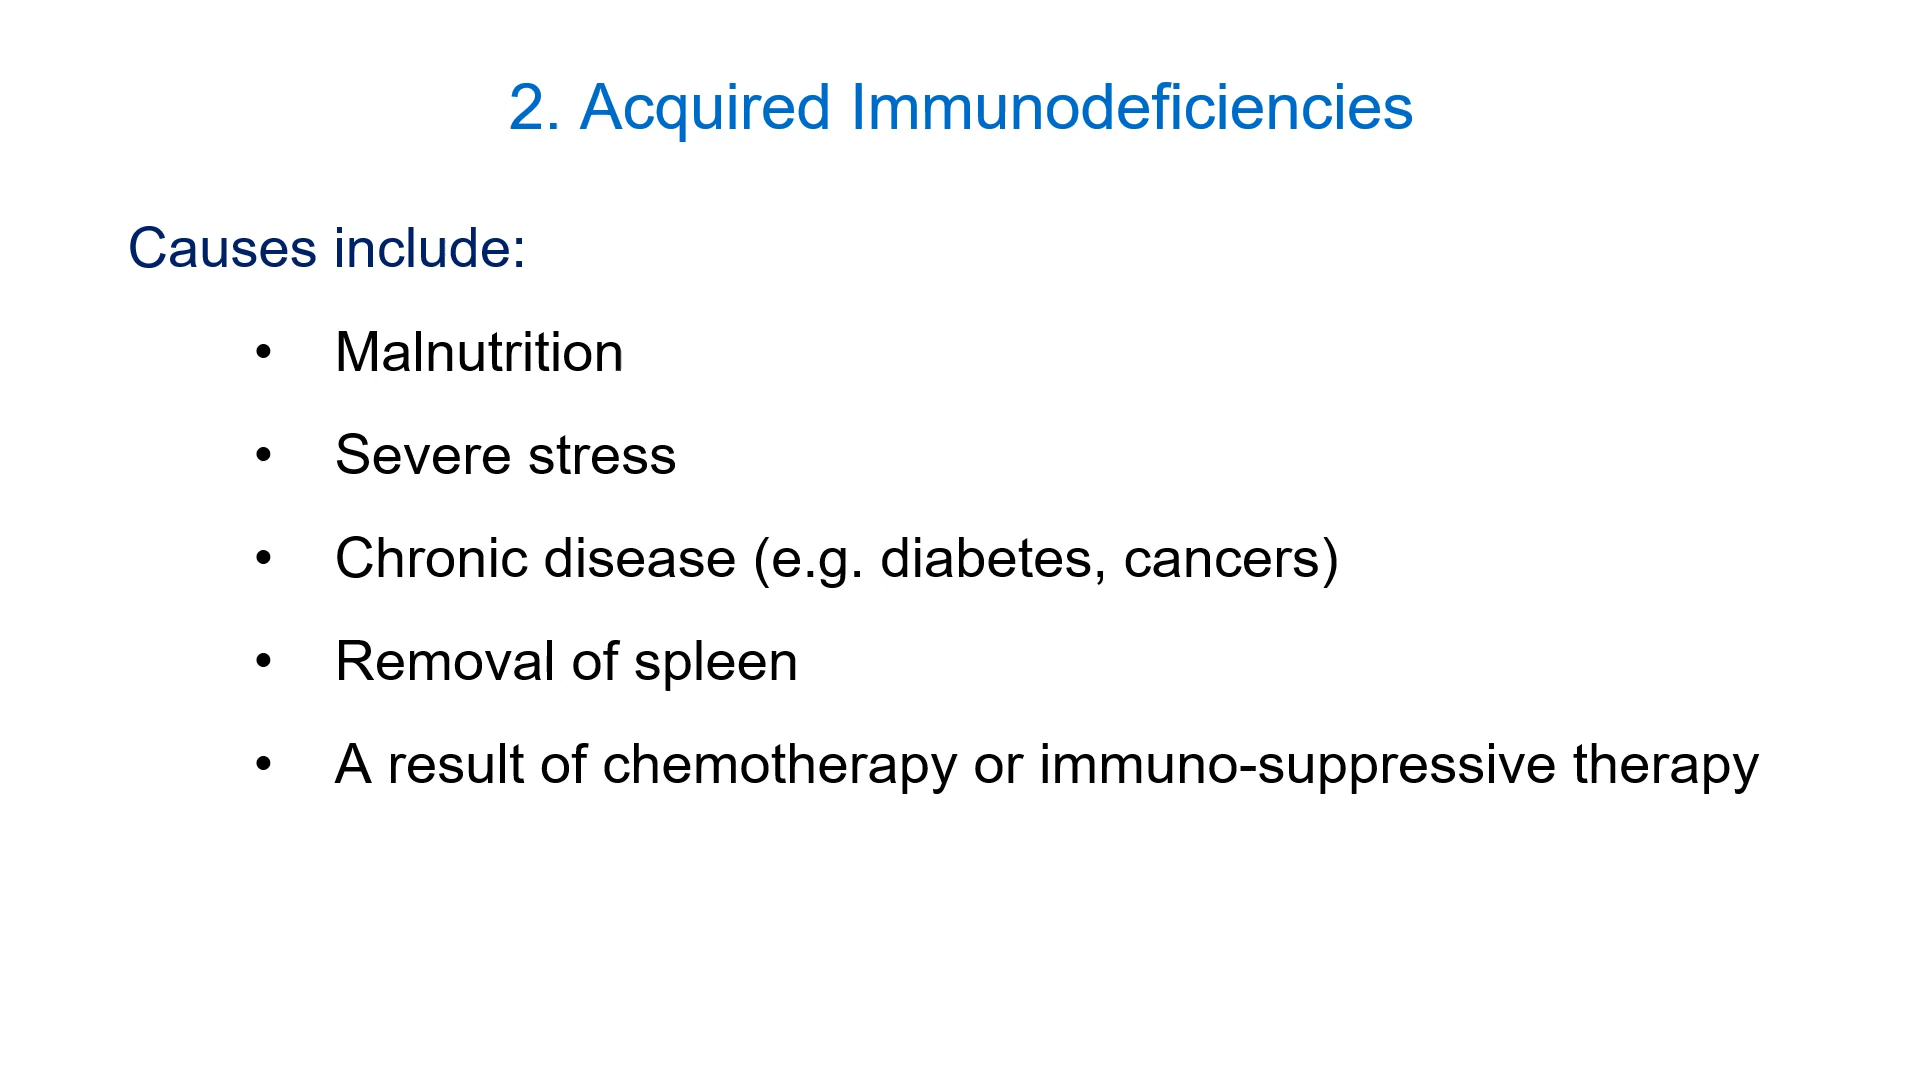 2. Acquired Immunodeficiencies
Causes include:
• Malnutrition
• Severe stress
• Chronic disease (e.g. diabetes, cancers)
• Removal of spleen
• A result of chemotherapy or immuno-suppressive therapy